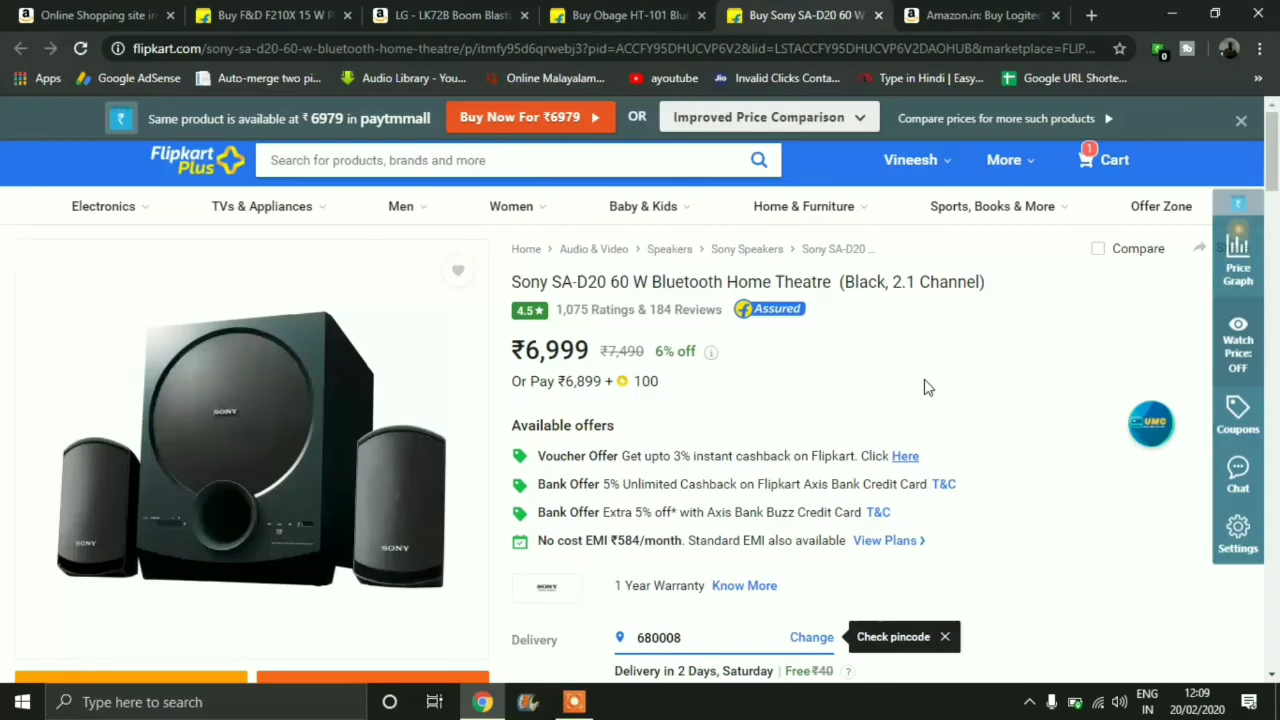 Online Shopping site in
Buy F&D F210X 15 W P
LG - LK72B Boom Blasti
Buy Obage HT-101 Blue
Buy Sony SA-D20 60 W
Amazon.in: Buy Logitec
flipkart.com/sony-sa-d20-60-w-bluetooth-home-theatre/p/itmfy95d6qrwebj3?pid=ACCFY95DHUCVP6V2&lid=LSTACCFY95DHUCVP6V2DAOHUB&marketplace=FLIP...
0
Apps
Google AdSense
Auto-merge two pi...
Audio Library - You...
Online Malayalam...
ayoutube
Jio
Invalid Clicks Conta...
Type in Hindi | Easy...
Google URL Shorte...
»
Same product is available at ₹ 6979 in paytmmall
Buy Now For ₹6979
OR
Improved Price Comparison
Compare prices for more such products
Flipkart
Plus
Search for products, brands and more
Vineesh
More
1
Cart
Electronics
TVs & Appliances
Men
Women
Baby & Kids
Home & Furniture
Sports, Books & More
Offer Zone
Home > Audio & Video > Speakers > Sony Speakers > Sony SA-D20 ...
Compare
Sony SA-D20 60 W Bluetooth Home Theatre (Black, 2.1 Channel)
4.5★ 1,075 Ratings & 184 Reviews
f Assured
₹6,999 ₹7,490 6% off
Or Pay ₹6,899 + 100
Available offers
Voucher Offer Get upto 3% instant cashback on Flipkart. Click Here
Bank Offer 5% Unlimited Cashback on Flipkart Axis Bank Credit Card T&C
Bank Offer Extra 5% off* with Axis Bank Buzz Credit Card T&C
No cost EMI ₹584/month. Standard EMI also available View Plans >
SONY
1 Year Warranty Know More
Delivery
680008
Change
Check pincode
Delivery in 2 Days, Saturday | Free ₹40 ?
SONY
SONY
SONY
UMC
Price
Graph
Watch
Price:
OFF
Coupons
Chat
Settings
Type here to search
ENG
IN
12:09
20/02/2020